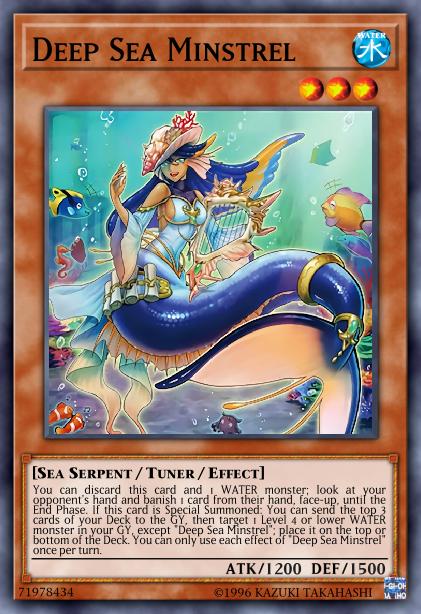 DEEP SEA MINSTREL
WATER
水
[SEA SERPENT / TUNER / EFFECT]
You can discard this card and 1 WATER monster; look at your
opponent's hand and banish 1 card from their hand, face-up, until the
End Phase. If this card is Special Summoned: You can send the top 3
cards of your Deck to the GY, then target 1 Level 4 or lower WATER
monster in your GY, except "Deep Sea Minstrel"; place it on the top or
bottom of the Deck. You can only use each effect of "Deep Sea Minstrel"
once per turn.
ATK/1200 DEF/1500
71978434
©1996 KAZUKI TAKAHASHI